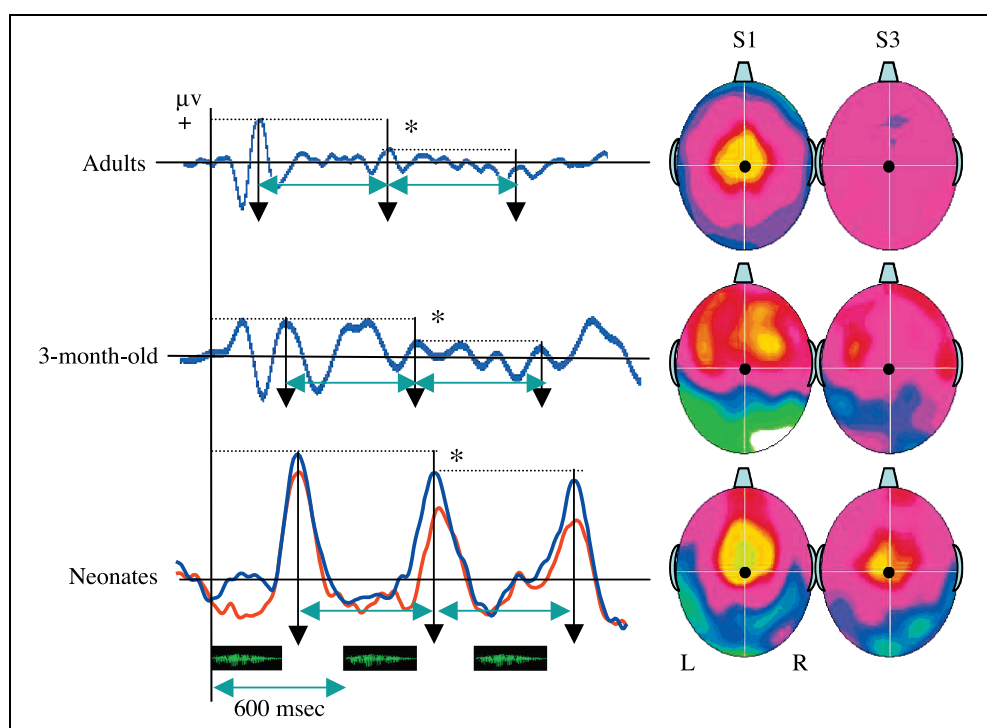 S1 S3
μv
+
*
Adults
*
3-month-old
*
Neonates
L R
600 msec